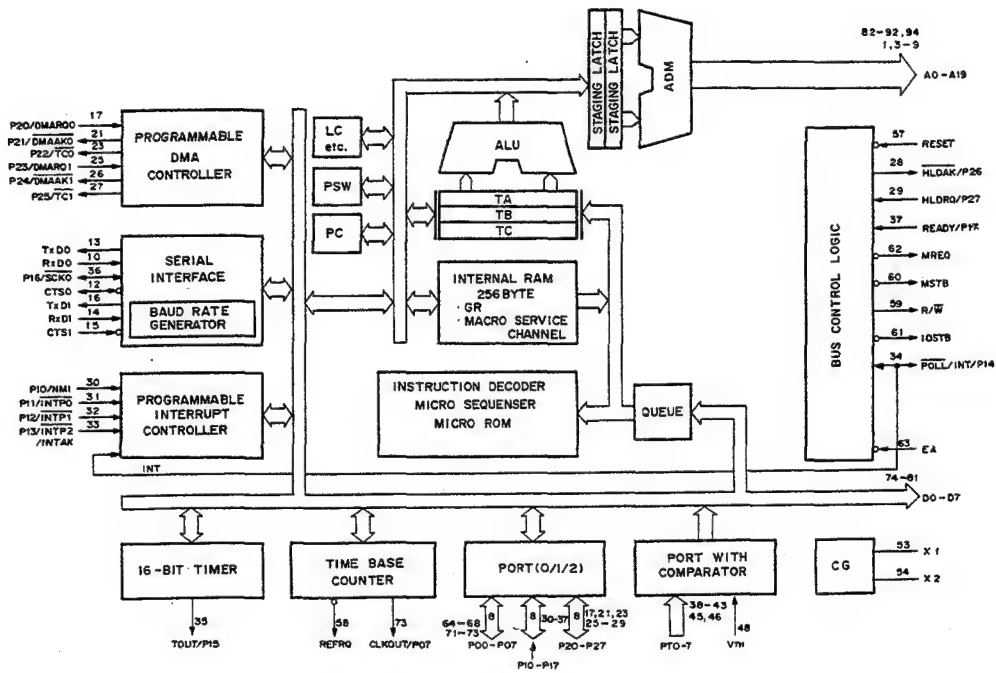 82-92,94
1,3-9
A0-A19
STAGING LATCH
STAGING LATCH
ADM
17
P20/DMARQ0
21
P21/DMAAK0
23
P22/TC0
25
P23/DMARQ1
26
P24/DMAAK1
27
P25/TC1
PROGRAMMABLE
DMA
CONTROLLER
LC
etc.
PSW
PC
ALU
TA
TB
TC
13
TxD0
10
RxD0
36
P16/SCK0
12
CTS0
16
TxD1
14
RxD1
15
CTS1
SERIAL
INTERFACE
BAUD RATE
GENERATOR
INTERNAL RAM
256 BYTE
· GR
· MACRO SERVICE
CHANNEL
30
P10/NMI
31
P11/INTP0
32
P12/INTP1
33
P13/INTP2
/INTAK
PROGRAMMABLE
INTERRUPT
CONTROLLER
INT
INSTRUCTION DECODER
MICRO SEQUENSER
MICRO ROM
QUEUE
BUS CONTROL LOGIC
57
RESET
28
HLDAK/P26
29
HLDRQ/P27
37
READY/P17
62
MREQ
60
MSTB
59
R/W
61
IOSTB
34
POLL/INT/P14
63
EA
74-81
D0-D7
16-BIT TIMER
35
TOUT/P15
TIME BASE
COUNTER
58
REFRQ
73
CLKOUT/P07
PORT(0/1/2)
8
64-68
71-73
P00-P07
8
30-37
P10-P17
8
17,21,23
25-29
P20-P27
PORT WITH
COMPARATOR
38-43
45,46
PT0-7
48
VTH
CG
53
X1
54
X2